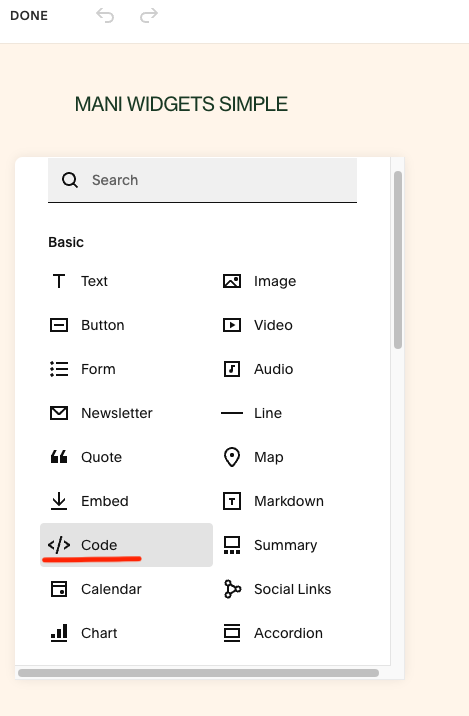 DONE
MANI WIDGETS SIMPLE
Search
Basic
Text
Image
Button
Video
Form
Audio
Newsletter
Line
Quote
Map
Embed
Markdown
Code
Summary
Calendar
Social Links
Chart
Accordion